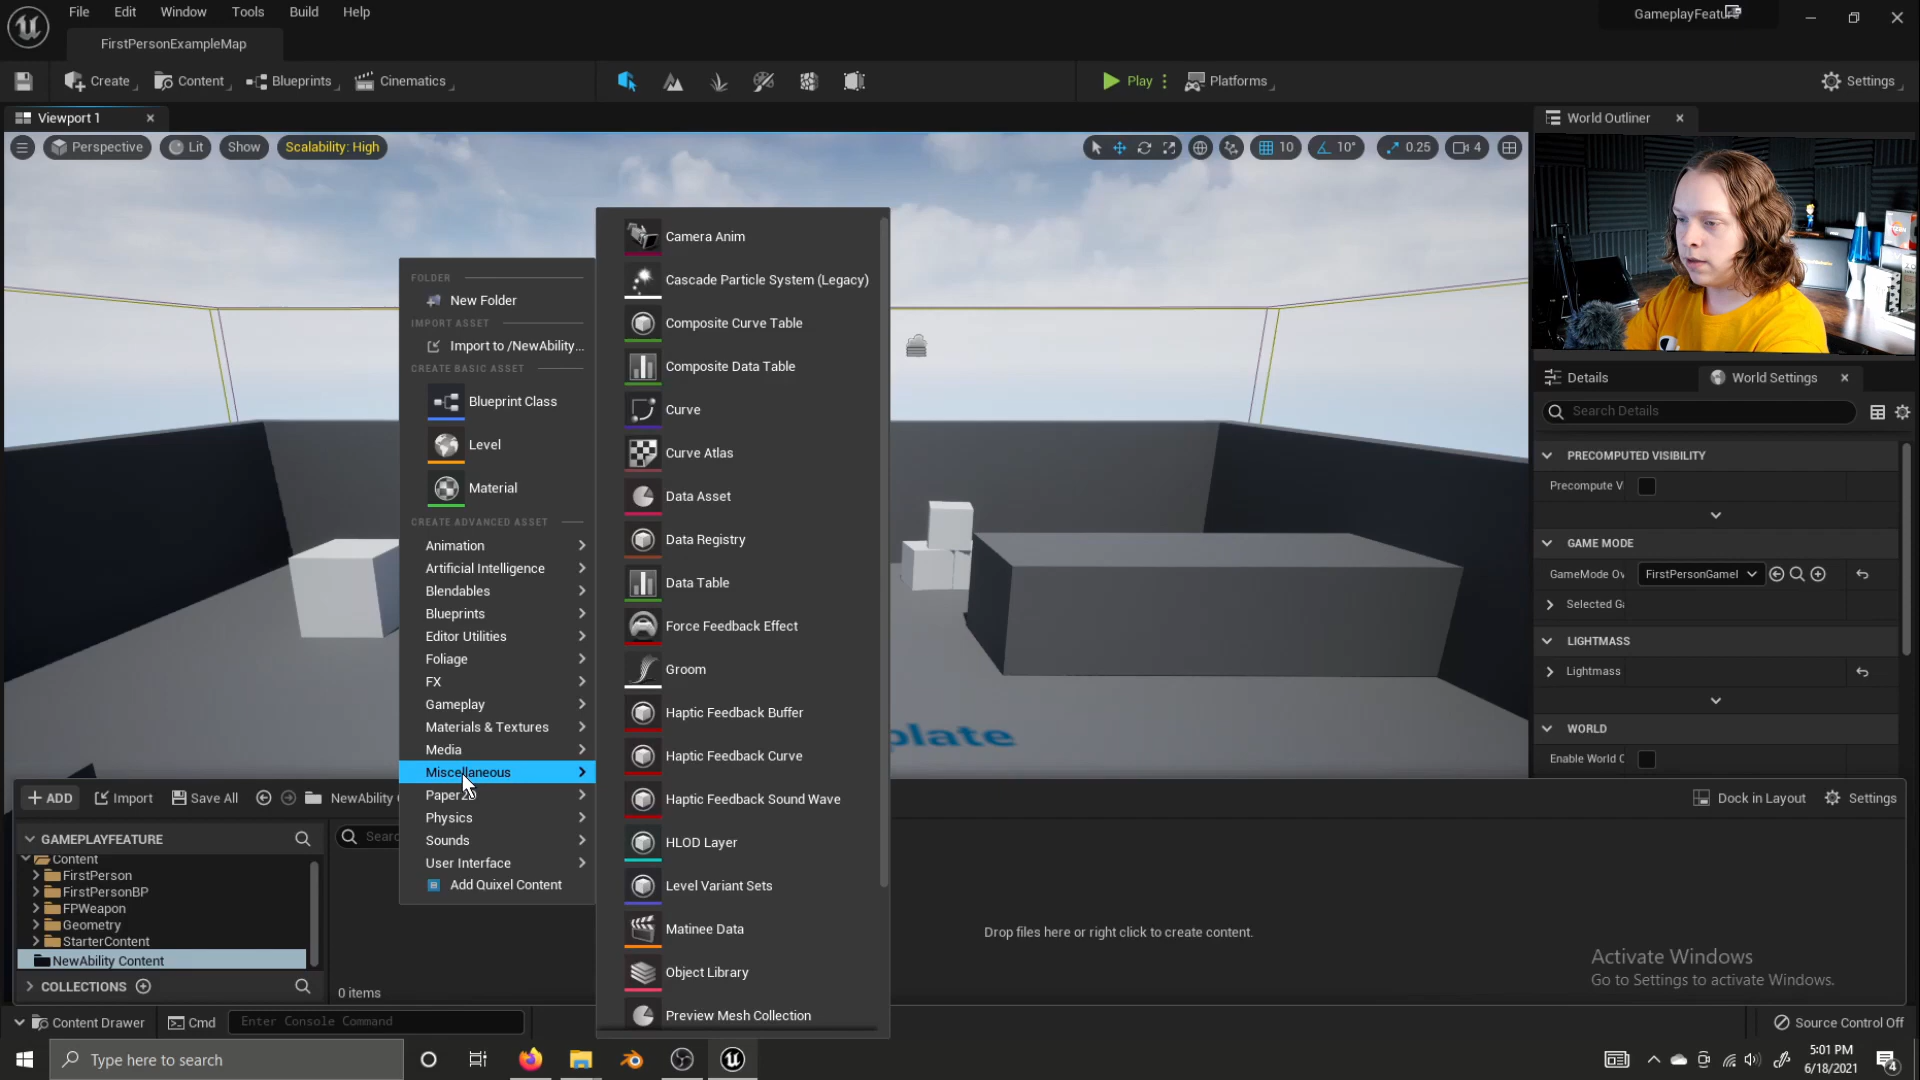 File Edit Window Tools Build Help
FirstPersonExampleMap
Create Content Blueprints Cinematics
Play Platforms
Settings
Viewport 1
World Outliner
Perspective Lit Show Scalability: High
10 10° 0.25 4
FOLDER
New Folder
IMPORT ASSET
Import to /NewAbility...
CREATE BASIC ASSET
Blueprint Class
Level
Material
CREATE ADVANCED ASSET
Animation
Artificial Intelligence
Blendables
Blueprints
Editor Utilities
Foliage
FX
Gameplay
Materials & Textures
Media
Miscellaneous
Physics
Sounds
User Interface
Add Quixel Content
Camera Anim
Cascade Particle System (Legacy)
Composite Curve Table
Composite Data Table
Curve
Curve Atlas
Data Asset
Data Registry
Data Table
Force Feedback Effect
Groom
Haptic Feedback Buffer
Haptic Feedback Curve
Haptic Feedback Sound Wave
HLOD Layer
Level Variant Sets
Matinee Data
Object Library
Preview Mesh Collection
Details World Settings
Search Details
PRECOMPUTED VISIBILITY
Precompute V
GAME MODE
GameMode Ov FirstPersonGameI
Selected Ga
LIGHTMASS
Lightmass
WORLD
Enable World C
plate
+ ADD Import Save All NewAbility
Dock in Layout Settings
GAMEPLAYFEATURE
Content
FirstPerson
FirstPersonBP
FPWeapon
Geometry
StarterContent
NewAbility Content
COLLECTIONS
Sear
0 items
Drop files here or right click to create content.
Activate Windows
Go to Settings to activate Windows.
Content Drawer Cmd Enter Console Command
Source Control Off
Type here to search
5:01 PM
6/18/2021
4